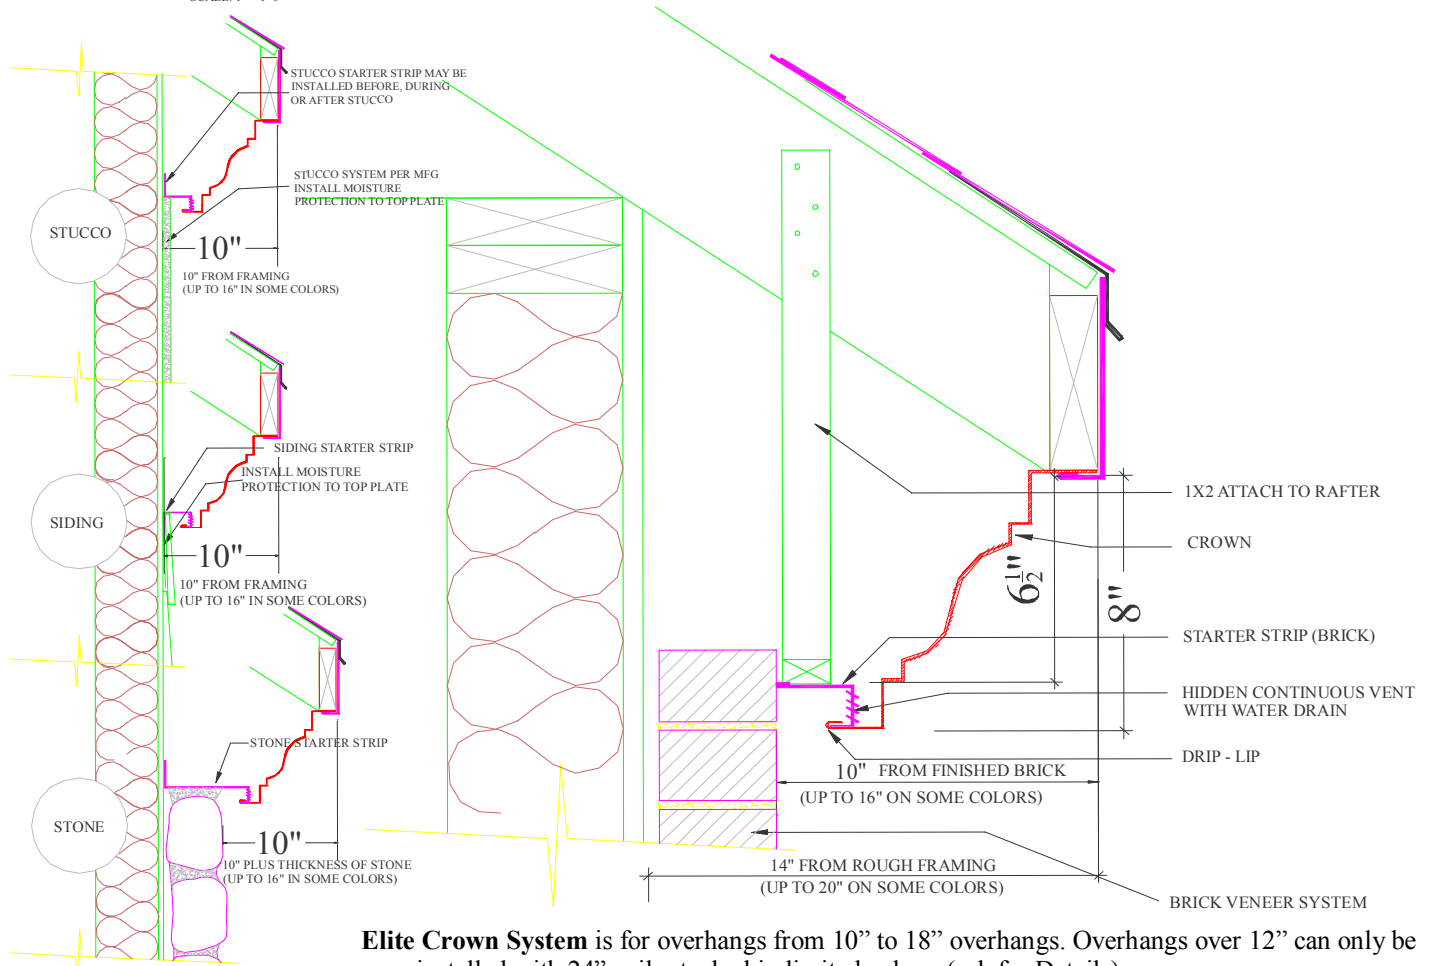 STUCCO STARTER STRIP MAY BE
INSTALLED BEFORE, DURING
OR AFTER STUCCO
STUCCO SYSTEM PER MFG
INSTALL MOISTURE
PROTECTION TO TOP PLATE
STUCCO
10"
10" FROM FRAMING
(UP TO 16" IN SOME COLORS)
SIDING STARTER STRIP
INSTALL MOISTURE
PROTECTION TO TOP PLATE
SIDING
10"
10" FROM FRAMING
(UP TO 16" IN SOME COLORS)
STONE STARTER STRIP
STONE
10"
10" PLUS THICKNESS OF STONE
(UP TO 16" IN SOME COLORS)
1X2 ATTACH TO RAFTER
CROWN
6 1/2"
8"
STARTER STRIP (BRICK)
HIDDEN CONTINUOUS VENT
WITH WATER DRAIN
DRIP - LIP
10" FROM FINISHED BRICK
(UP TO 16" ON SOME COLORS)
14" FROM ROUGH FRAMING
(UP TO 20" ON SOME COLORS)
BRICK VENEER SYSTEM
Elite Crown System is for overhangs from 10” to 18” overhangs. Overhangs over 12” can only be